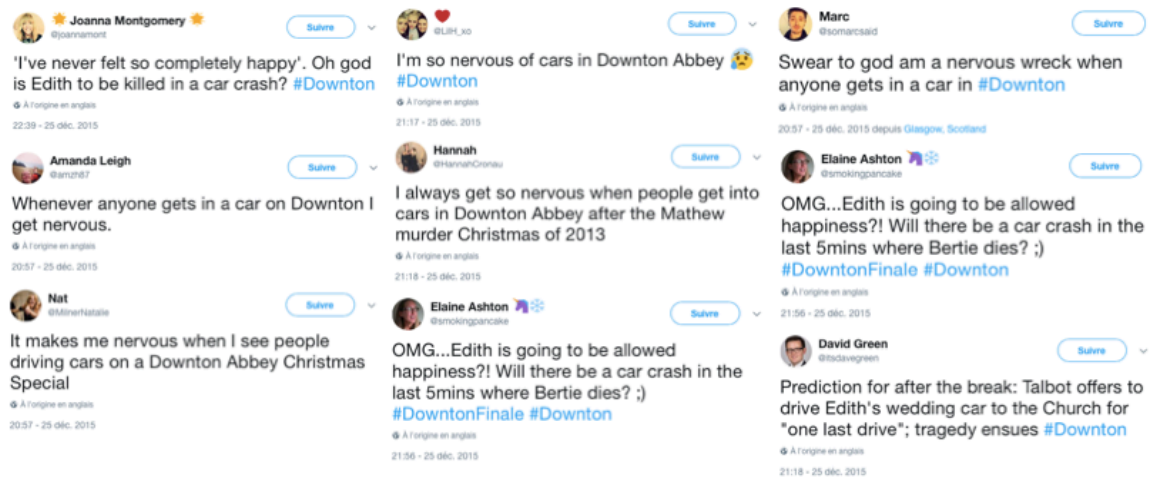 Joanna Montgomery
@joannamont
Suivre
'I've never felt so completely happy'. Oh god
is Edith to be killed in a car crash? #Downton
À l'origine en anglais
22:39 - 25 déc. 2015
Amanda Leigh
@amzh87
Suivre
Whenever anyone gets in a car on Downton I
get nervous.
À l'origine en anglais
20:57 - 25 déc. 2015
Nat
@MilnerNatalie
Suivre
It makes me nervous when I see people
driving cars on a Downton Abbey Christmas
Special
À l'origine en anglais
20:57 - 25 déc. 2015
❤️
@LilH_xo
Suivre
I'm so nervous of cars in Downton Abbey 😰
#Downton
À l'origine en anglais
21:17 - 25 déc. 2015
Hannah
@HannahCronau
Suivre
I always get so nervous when people get into
cars in Downton Abbey after the Mathew
murder Christmas of 2013
À l'origine en anglais
21:18 - 25 déc. 2015
Elaine Ashton 🦄❄️
@smokingpancake
Suivre
OMG...Edith is going to be allowed
happiness?! Will there be a car crash in the
last 5mins where Bertie dies? ;)
#DowntonFinale #Downton
À l'origine en anglais
21:56 - 25 déc. 2015
Marc
@somarcsaid
Suivre
Swear to god am a nervous wreck when
anyone gets in a car in #Downton
À l'origine en anglais
20:57 - 25 déc. 2015 depuis Glasgow, Scotland
Elaine Ashton 🦄❄️
@smokingpancake
Suivre
OMG...Edith is going to be allowed
happiness?! Will there be a car crash in the
last 5mins where Bertie dies? ;)
#DowntonFinale #Downton
À l'origine en anglais
21:56 - 25 déc. 2015
David Green
@itsdavegreen
Suivre
Prediction for after the break: Talbot offers to
drive Edith's wedding car to the Church for
"one last drive"; tragedy ensues #Downton
À l'origine en anglais
21:18 - 25 déc. 2015